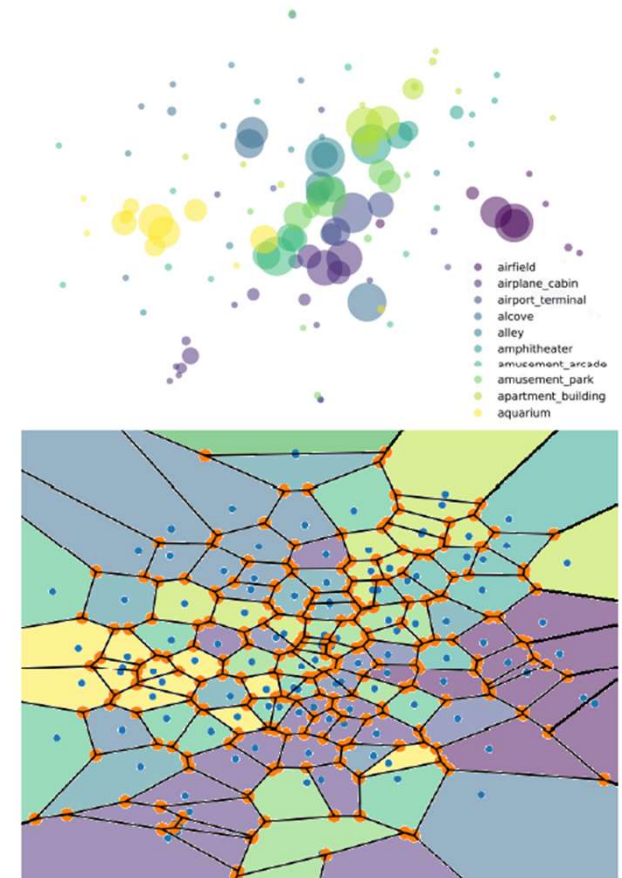 airfield
airplane_cabin
airport_terminal
alcove
alley
amphitheater
amusement_arcade
amusement_park
apartment_building
aquarium